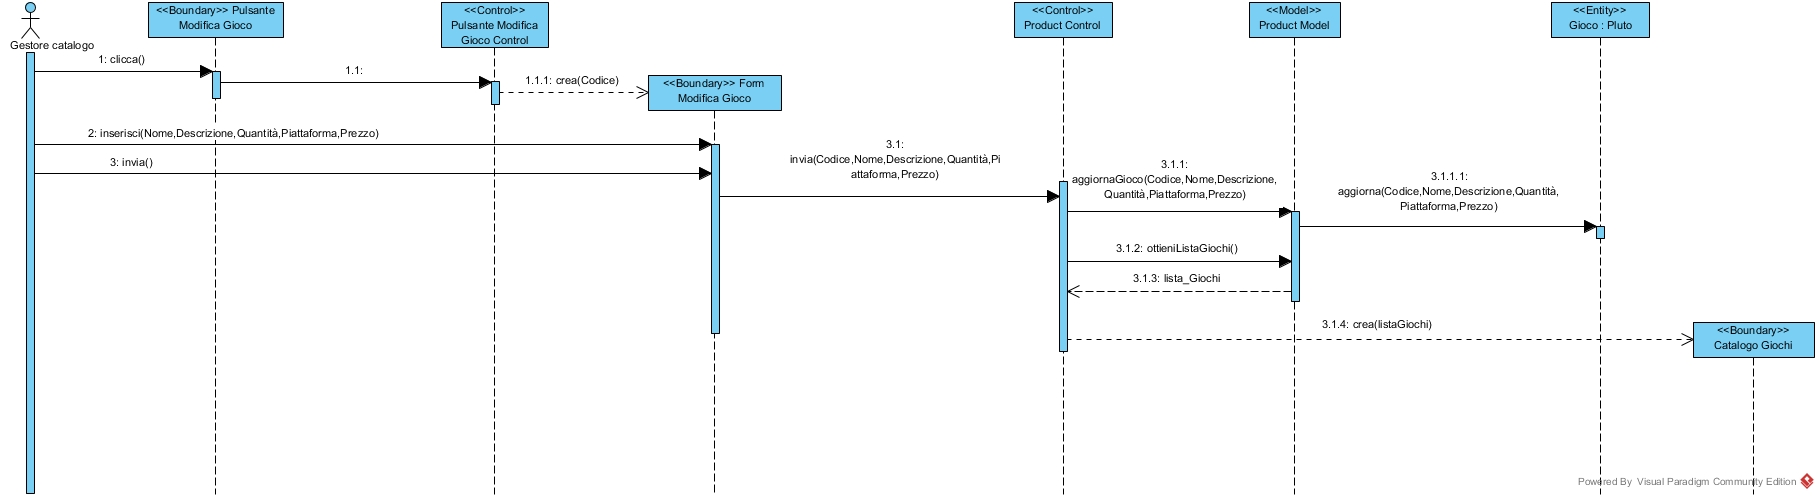 <<Boundary>> Pulsante
Modifica Gioco
<<Control>>
Pulsante Modifica
Gioco Control
<<Control>>
Product Control
<<Model>>
Product Model
<<Entity>>
Gioco : Pluto
Gestore catalogo
1: clicca()
1.1:
1.1.1: crea(Codice)
<<Boundary>> Form
Modifica Gioco
2: inserisci(Nome,Descrizione,Quantità,Piattaforma,Prezzo)
3: invia()
3.1:
invia(Codice,Nome,Descrizione,Quantità,Pi
attaforma,Prezzo)
3.1.1:
aggiornaGioco(Codice,Nome,Descrizione,
Quantità,Piattaforma,Prezzo)
3.1.1.1:
aggiorna(Codice,Nome,Descrizione,Quantità,
Piattaforma,Prezzo)
3.1.2: ottieniListaGiochi()
3.1.3: lista_Giochi
3.1.4: crea(listaGiochi)
<<Boundary>>
Catalogo Giochi
Powered By Visual Paradigm Community Edition